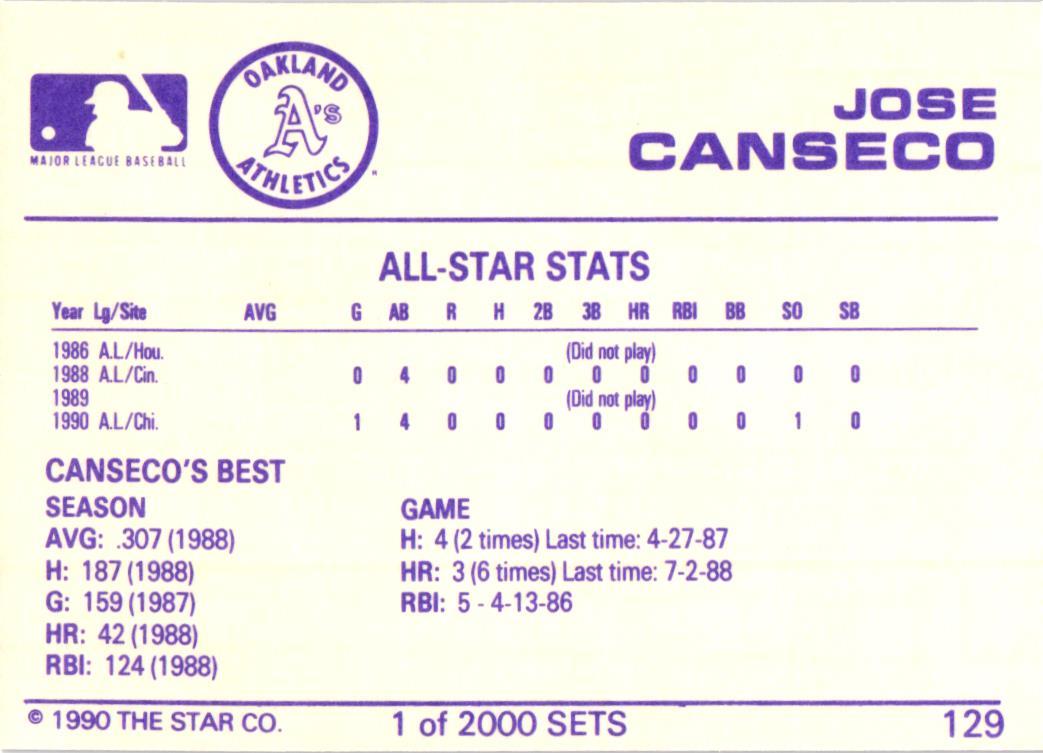 MAJOR LEAGUE BASEBALL
OAKLAND
A's
ATHLETICS
JOSE
CANSECO
ALL-STAR STATS
Year Lg/Site AVG G AB R H 2B 3B HR RBI BB SO SB
1986 A.L/Hou. (Did not play)
1988 A.L/Cin. 0 4 0 0 0 0 0 0 0 0 0
1989 (Did not play)
1990 A.L/Chi. 1 4 0 0 0 0 0 0 0 1 0
CANSECO'S BEST
SEASON
AVG: .307 (1988)
H: 187 (1988)
G: 159 (1987)
HR: 42 (1988)
RBI: 124 (1988)
GAME
H: 4 (2 times) Last time: 4-27-87
HR: 3 (6 times) Last time: 7-2-88
RBI: 5 - 4-13-86
© 1990 THE STAR CO. 1 of 2000 SETS 129